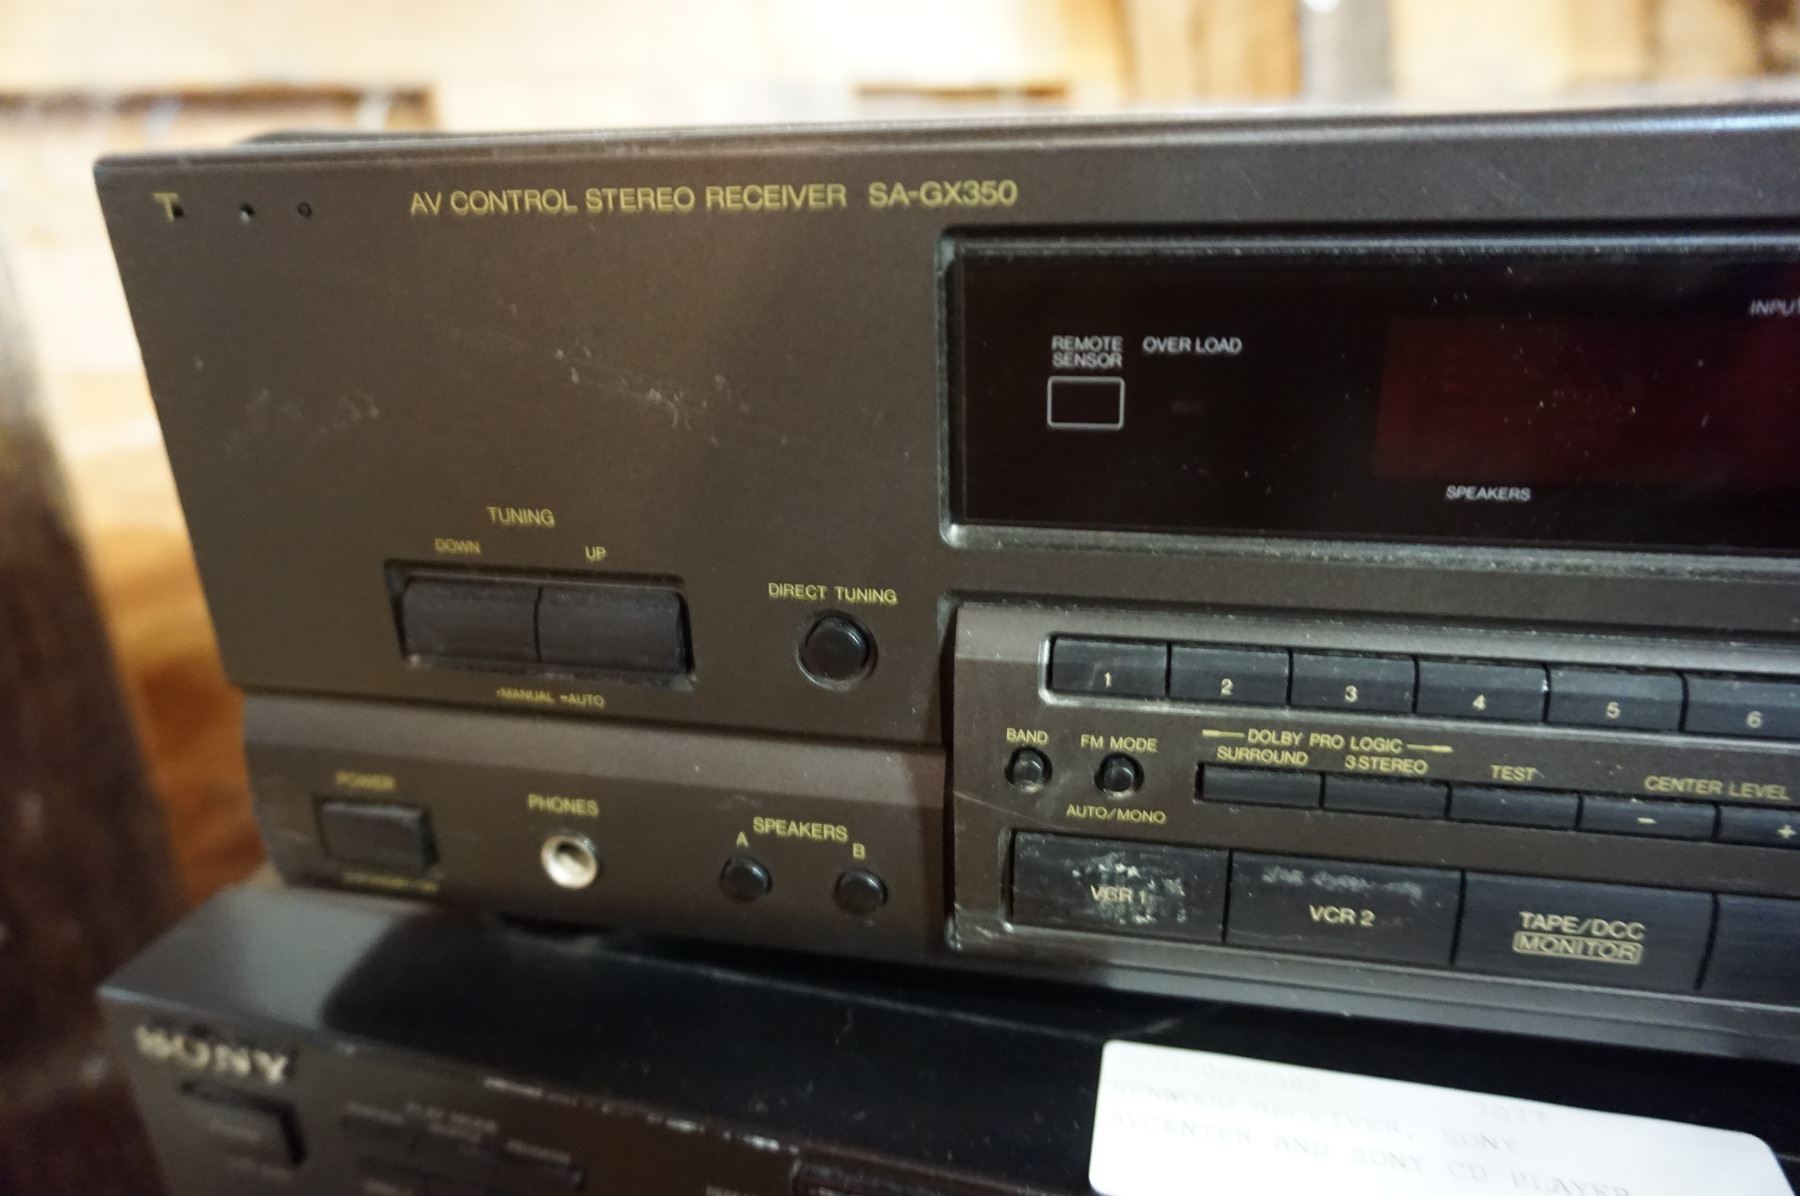 T
AV CONTROL STEREO RECEIVER SA-GX350
INPUT
REMOTE SENSOR
OVER LOAD
SPEAKERS
TUNING
DOWN UP
-MANUAL =AUTO
DIRECT TUNING
1 2 3 4 5 6
BAND
FM MODE
AUTO/MONO
DOLBY PRO LOGIC
SURROUND 3 STEREO
TEST
CENTER LEVEL
- +
POWER
PHONES
SPEAKERS
A B
VCR 1
VCR 2
TAPE/DCC
MONITOR
SONY
7077
KENWOOD RECEIVER, SONY
AVCENTER AND SONY CD PLAYER